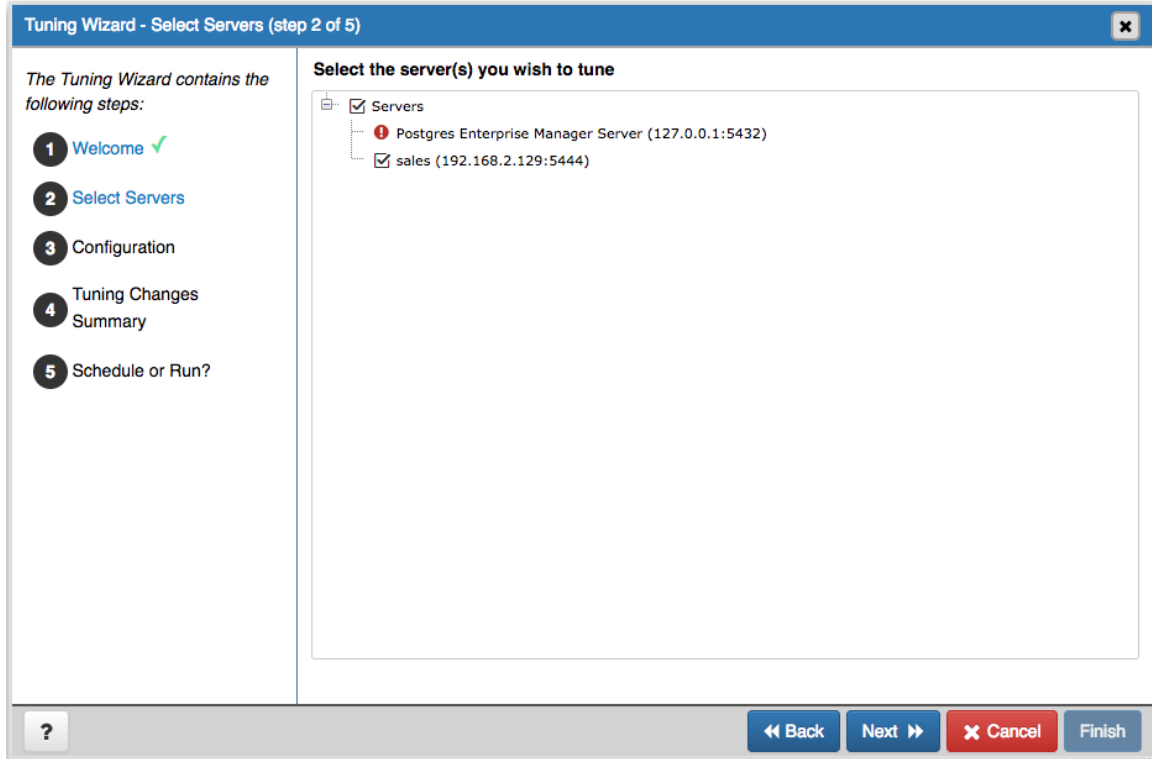 Tuning Wizard - Select Servers (step 2 of 5)
The Tuning Wizard contains the
following steps:
1 Welcome
2 Select Servers
3 Configuration
4 Tuning Changes
Summary
5 Schedule or Run?
Select the server(s) you wish to tune
Servers
Postgres Enterprise Manager Server (127.0.0.1:5432)
sales (192.168.2.129:5444)
?
Back
Next
Cancel
Finish